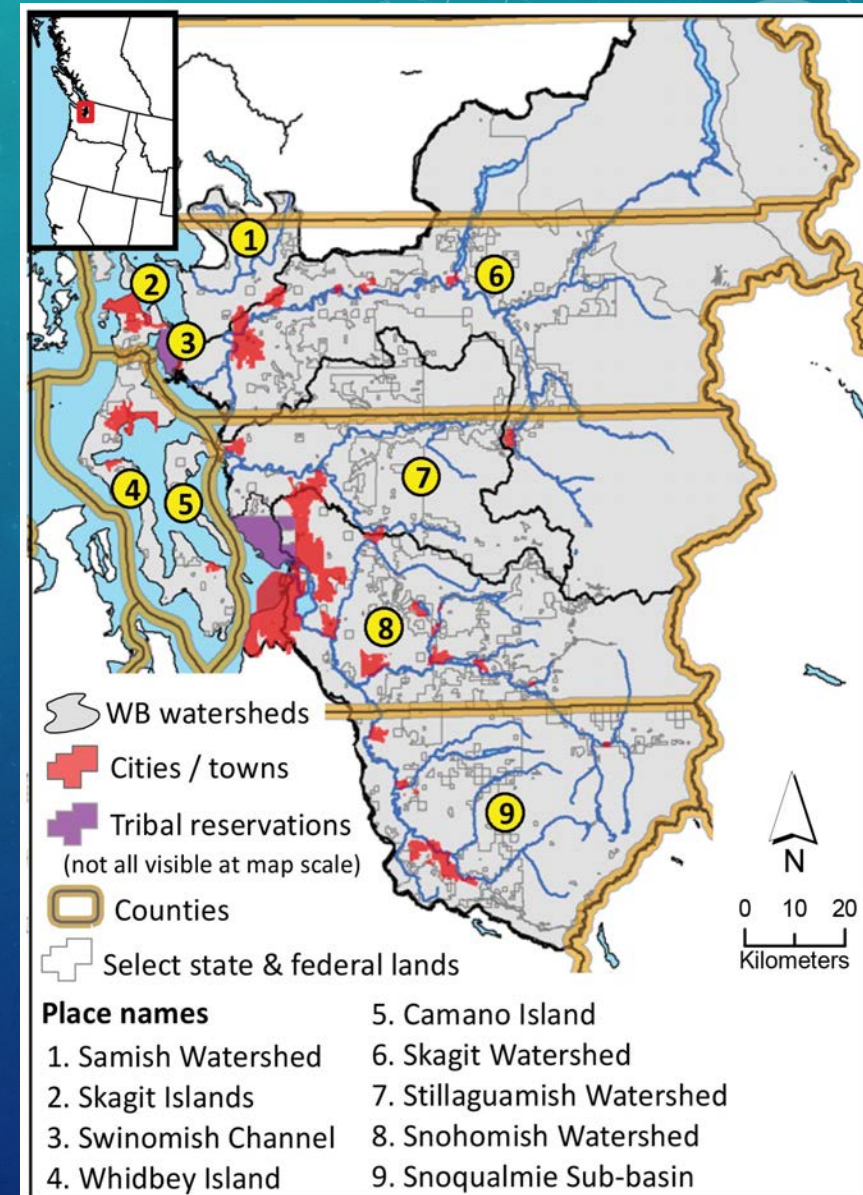 1
2
6
3
7
4
5
8
WB watersheds
Cities / towns
9
Tribal reservations
(not all visible at map scale)
N
Counties
0 10 20
Select state & federal lands
Kilometers
Place names
1. Samish Watershed
2. Skagit Islands
3. Swinomish Channel
4. Whidbey Island
5. Camano Island
6. Skagit Watershed
7. Stillaguamish Watershed
8. Snohomish Watershed
9. Snoqualmie Sub-basin